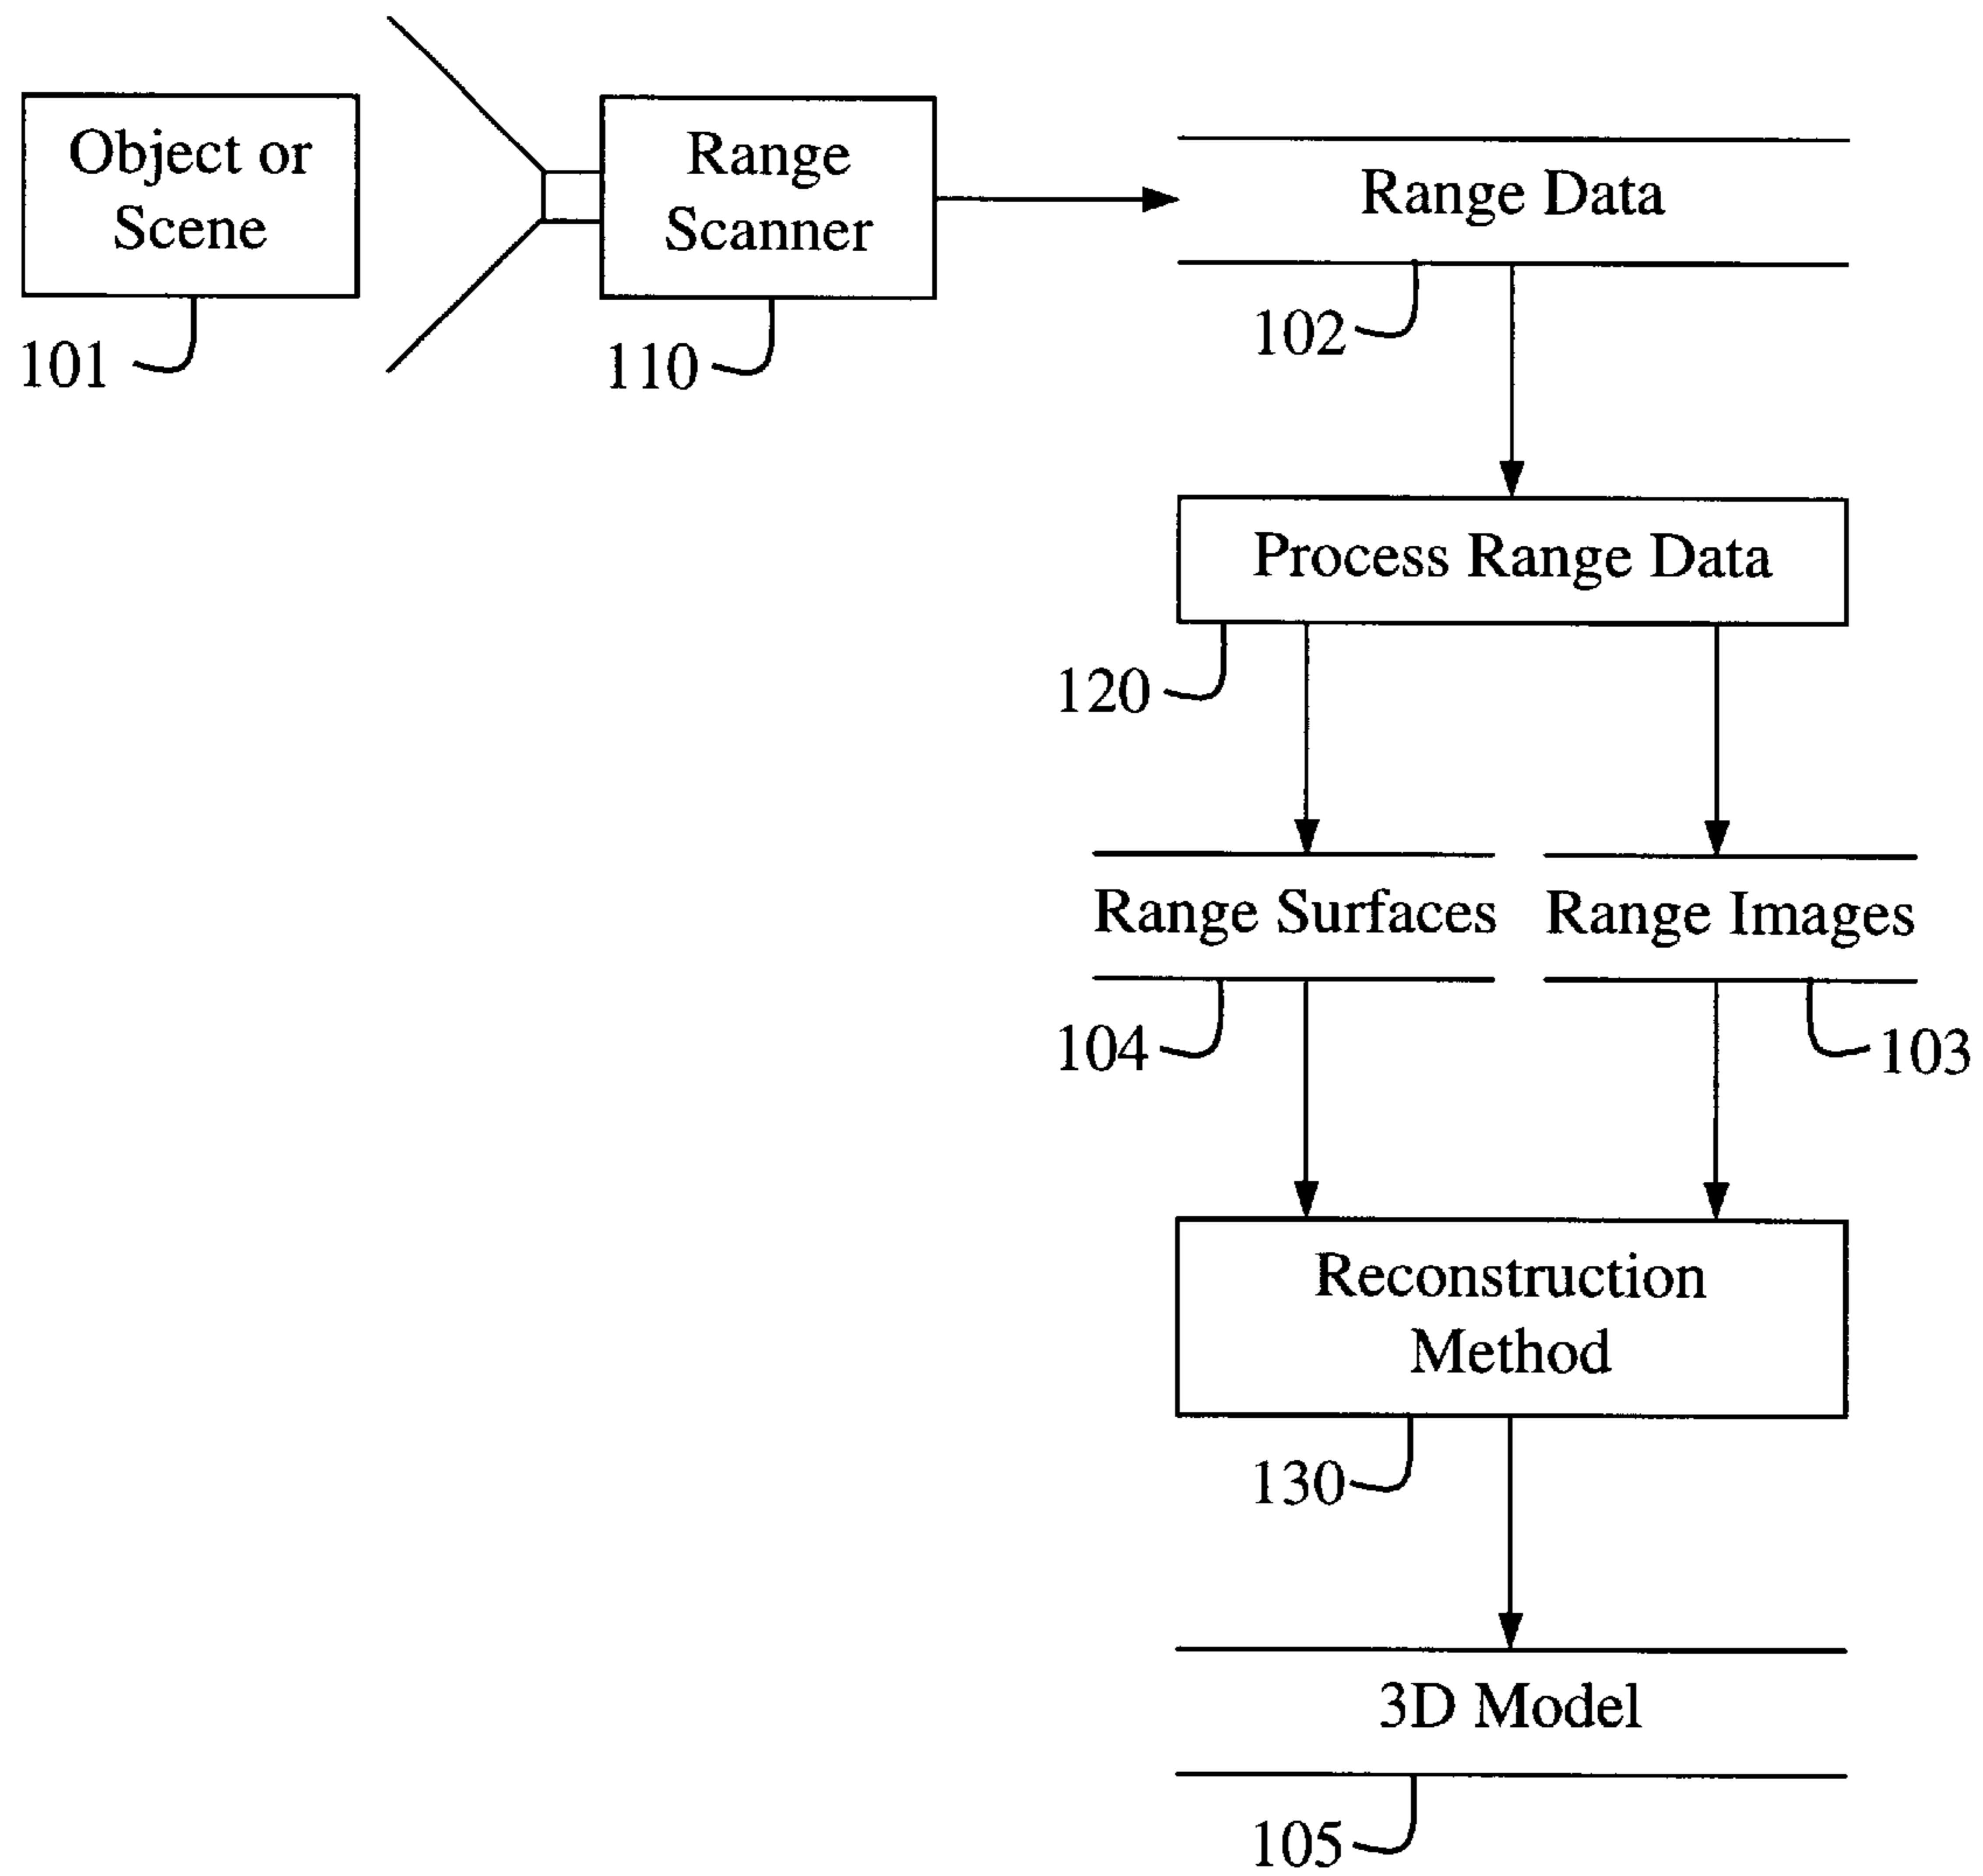 Object or
Scene
101
Range
Scanner
110
Range Data
102
Process Range Data
120
Range Surfaces
104
Range Images
103
Reconstruction
Method
130
3D Model
105